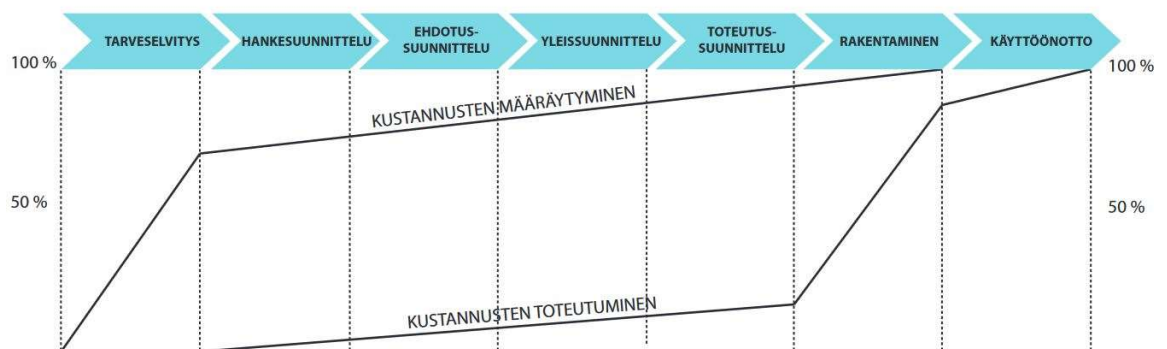 TARVESELVITYS
HANKESUUNNITTELU
EHDOTUS-
SUUNNITTELU
YLEISSUUNNITTELU
TOTEUTUS-
SUUNNITTELU
RAKENTAMINEN
KÄYTTÖÖNOTTO
100 %
100 %
KUSTANNUSTEN MÄÄRÄYTYMINEN
50 %
50 %
KUSTANNUSTEN TOTEUTUMINEN